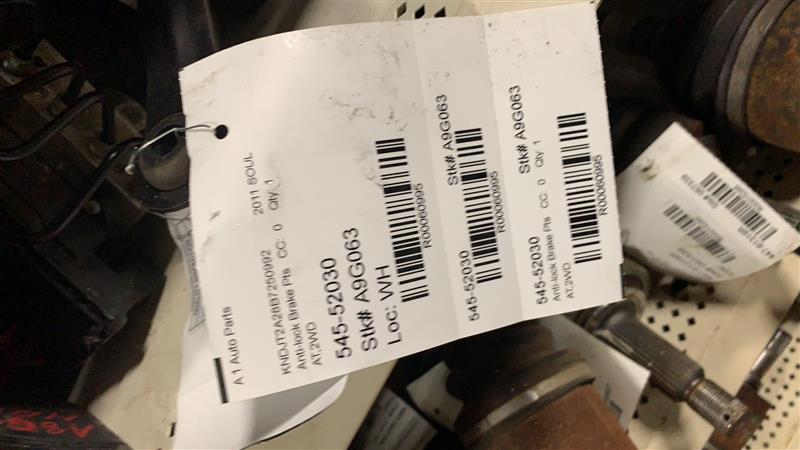 A 1 Auto Parts
KNDJT2A26B7250992 2011 SOUL
Anti-lock Brake Pts CC: 0 Qty: 1
AT,2WD
545-52030
Stk# A9G063
Loc: WH
R00060995
545-52030 Stk# A9G063
R00060995
Stk# A9G063
545-52030
Anti-lock Brake Pts CC: 0 Qty: 1
AT,2WD
R00060995